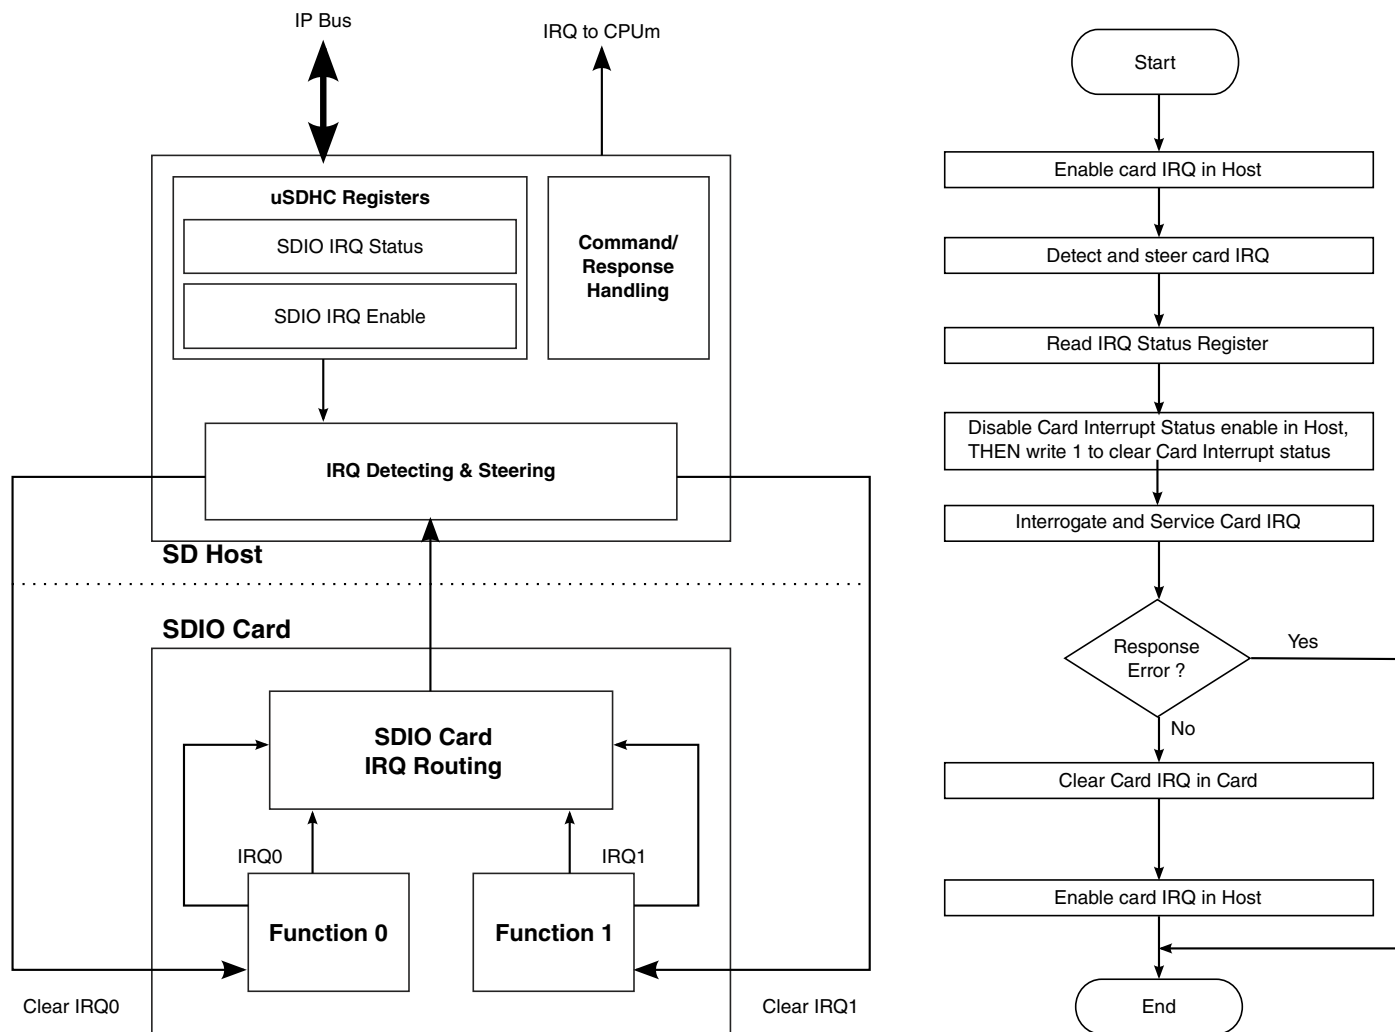 IP Bus
IRQ to CPUm
uSDHC Registers
SDIO IRQ Status
SDIO IRQ Enable
Command/
Response
Handling
IRQ Detecting & Steering
SD Host
SDIO Card
SDIO Card
IRQ Routing
IRQ0
IRQ1
Function 0
Function 1
Clear IRQ0
Clear IRQ1
Start
Enable card IRQ in Host
Detect and steer card IRQ
Read IRQ Status Register
Disable Card Interrupt Status enable in Host,
THEN write 1 to clear Card Interrupt status
Interrogate and Service Card IRQ
Response
Error ?
Yes
No
Clear Card IRQ in Card
Enable card IRQ in Host
End